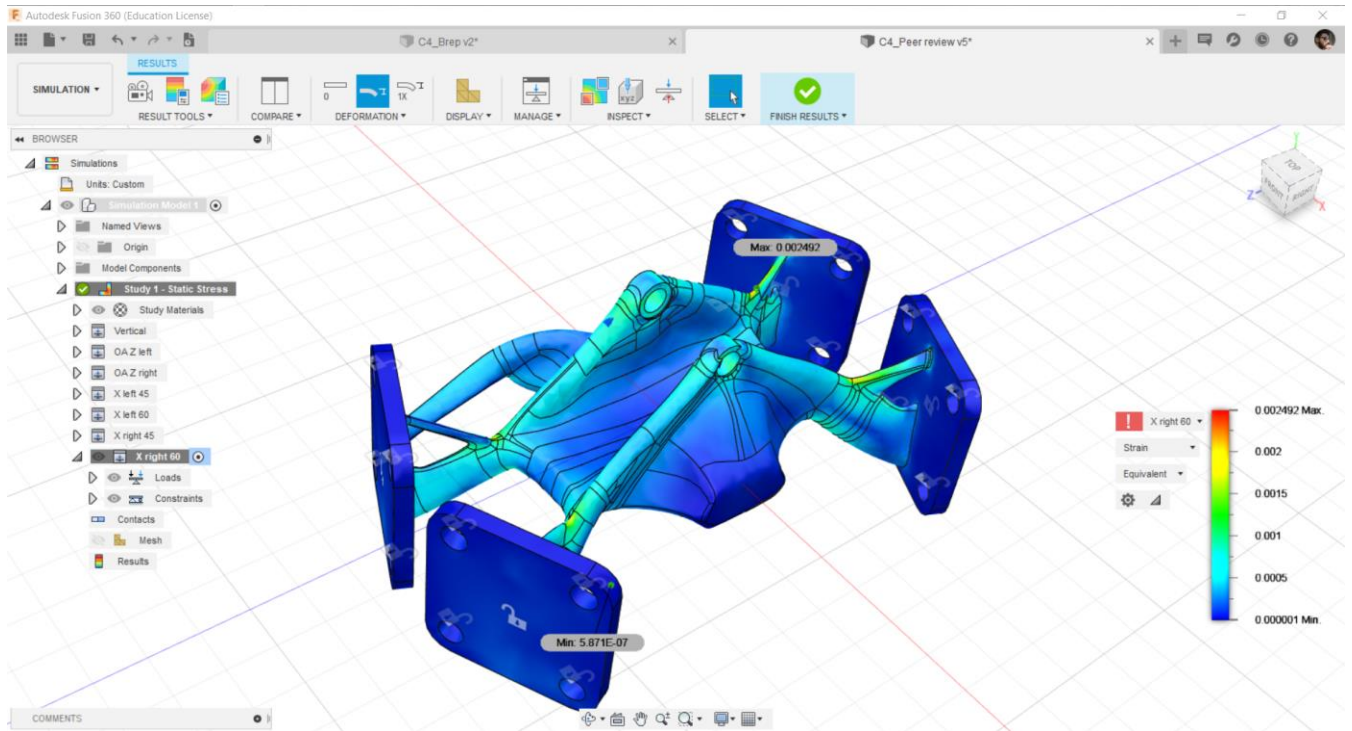 Autodesk Fusion 360 (Education License)
C4_Brep v2*
C4_Peer review v5*
RESULTS
SIMULATION
0
1X
xyz
RESULT TOOLS
COMPARE
DEFORMATION
DISPLAY
MANAGE
INSPECT
SELECT
FINISH RESULTS
BROWSER
Simulations
Units: Custom
Simulation Model 1
Named Views
Origin
Model Components
Study 1 - Static Stress
Study Materials
Vertical
OA Z left
OA Z right
X left 45
X left 60
X right 45
X right 60
Loads
Constraints
Contacts
Mesh
Results
Max: 0.002492
Min: 5.871E-07
Y
TOP
FRONT
RIGHT
Z
X
X right 60
Strain
Equivalent
0.002492 Max.
0.002
0.0015
0.001
0.0005
0.000001 Min.
COMMENTS